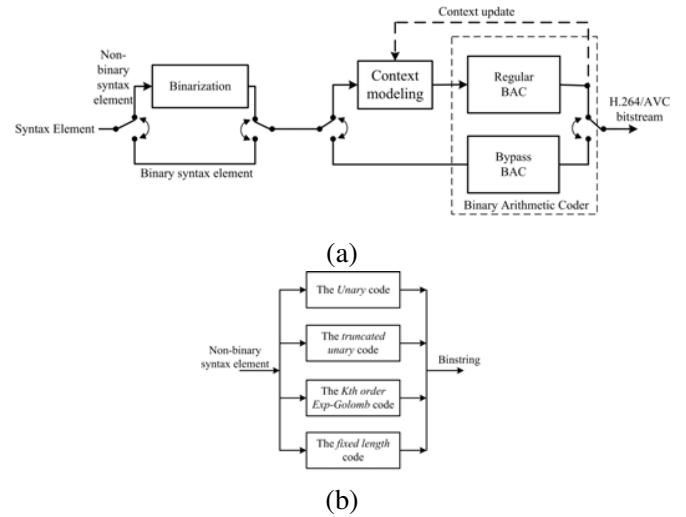 Context update
Non-
binary
syntax
element
Binarization
Context
modeling
Regular
BAC
H.264/AVC
bitstream
Syntax Element
Binary syntax element
Bypass
BAC
Binary Arithmetic Coder
(a)
The Unary code
The truncated
unary code
Non-binary
syntax element
Binstring
The Kth order
Exp-Golomb code
The fixed length
code
(b)